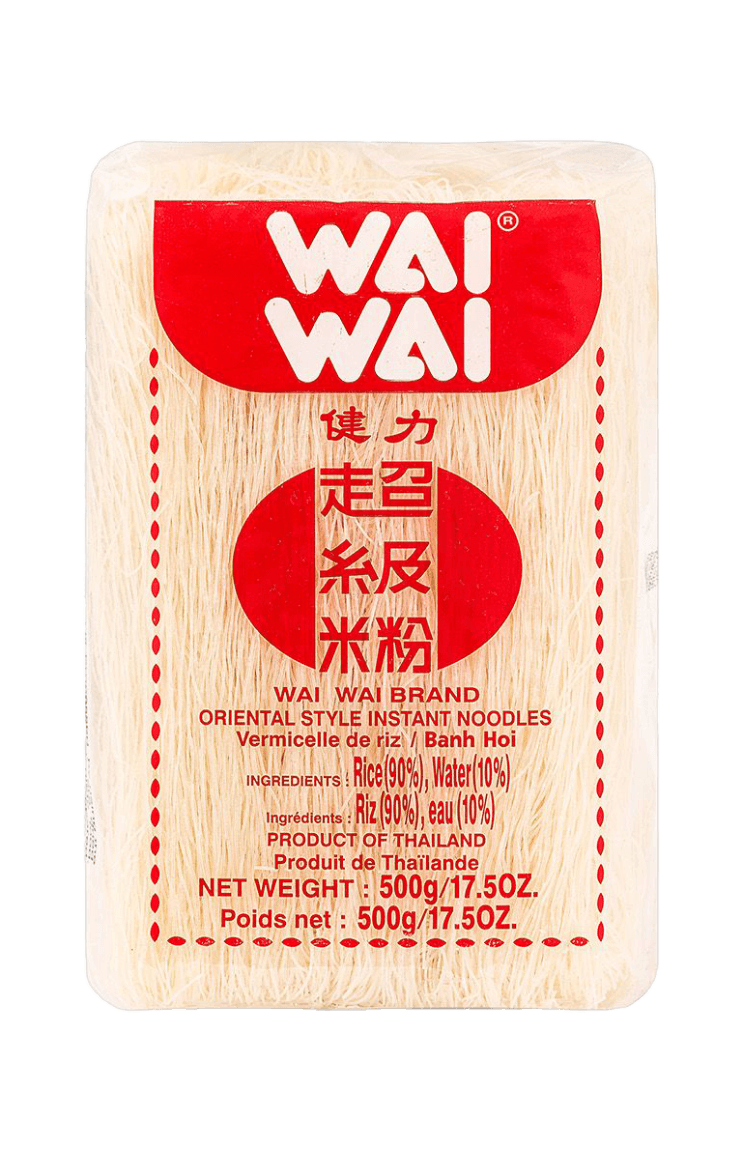 WAI®
WAI
健力
超
級
米粉
WAI WAI BRAND
ORIENTAL STYLE INSTANT NOODLES
Vermicelle de riz / Banh Hoi
INGREDIENTS : Rice (90%), Water (10%)
Ingrédients : Riz (90%), eau (10%)
PRODUCT OF THAILAND
Produit de Thaïlande
NET WEIGHT : 500g/17.5OZ.
Poids net : 500g/17.5OZ.